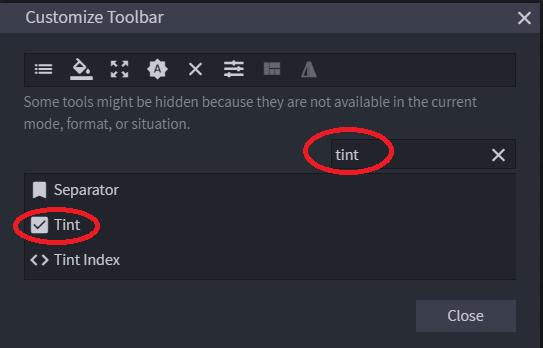 Customize Toolbar
Some tools might be hidden because they are not available in the current
mode, format, or situation.
tint
Separator
Tint
Tint Index
Close